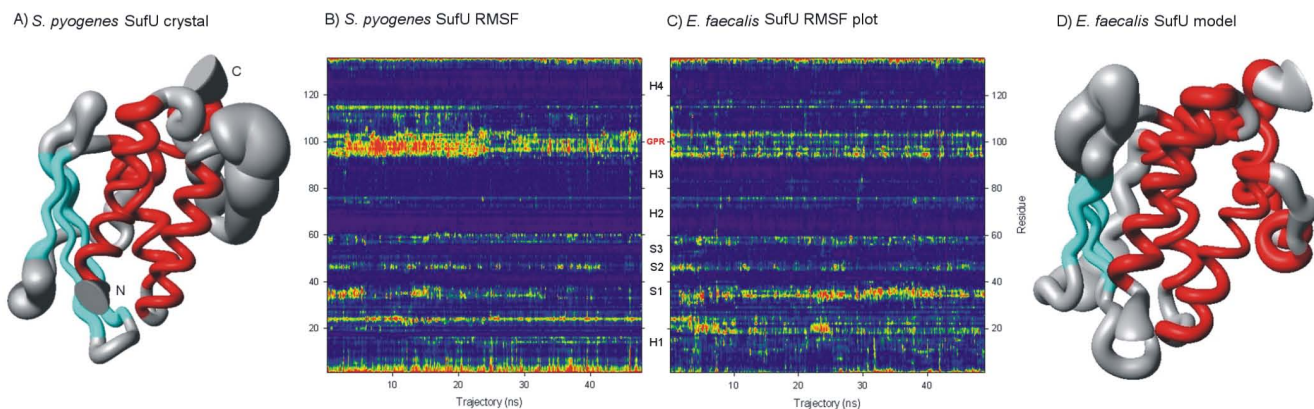 A) S. pyogenes SufU crystal
B) S. pyogenes SufU RMSF
C) E. faecalis SufU RMSF plot
D) E. faecalis SufU model
C
N
120
100
80
60
40
20
10
20
30
40
Trajectory (ns)
H4
GPR
H3
H2
S3
S2
S1
H1
120
100
80
60
40
20
Residue
10
20
30
40
Trajectory (ns)